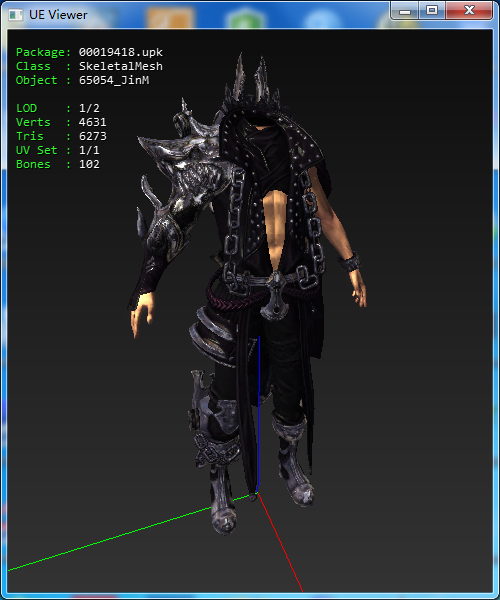 UE Viewer
Package: 00019418.upk
Class : SkeletalMesh
Object : 65054_JinM
LOD : 1/2
Verts : 4631
Tris : 6273
UV Set : 1/1
Bones : 102